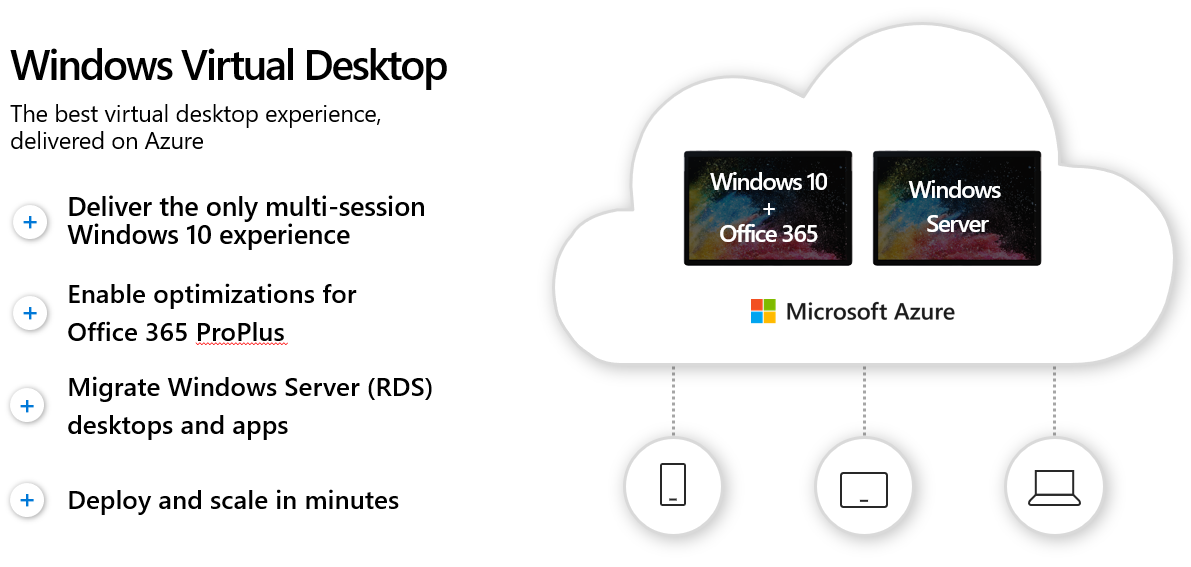 Windows Virtual Desktop
The best virtual desktop experience,
delivered on Azure
Deliver the only multi-session
Windows 10 experience
Enable optimizations for
Office 365 ProPlus
Migrate Windows Server (RDS)
desktops and apps
Deploy and scale in minutes
Windows 10
+
Office 365
Windows
Server
Microsoft Azure